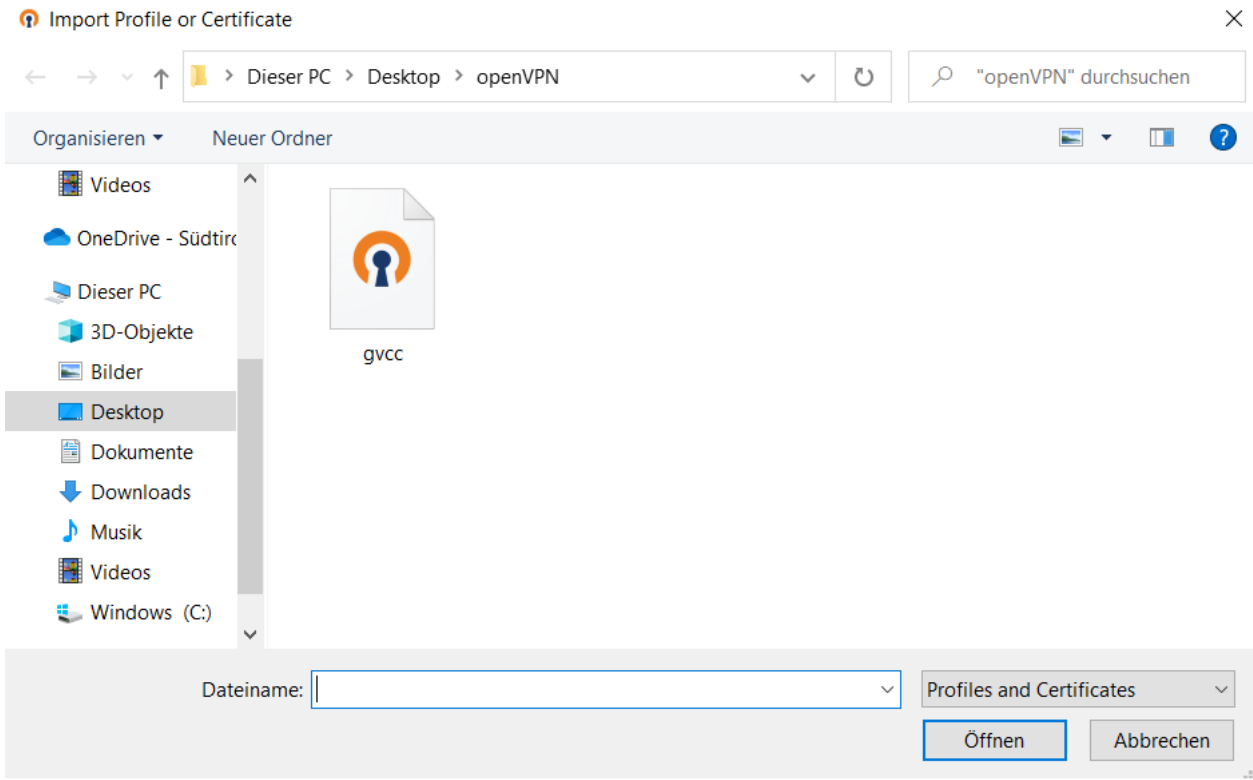 Import Profile or Certificate
Dieser PC > Desktop > openVPN
"openVPN" durchsuchen
Organisieren
Neuer Ordner
?
Videos
OneDrive - Südtiro
Dieser PC
3D-Objekte
Bilder
Desktop
Dokumente
Downloads
Musik
Videos
Windows (C:)
gvcc
Dateiname:
Profiles and Certificates
Öffnen
Abbrechen